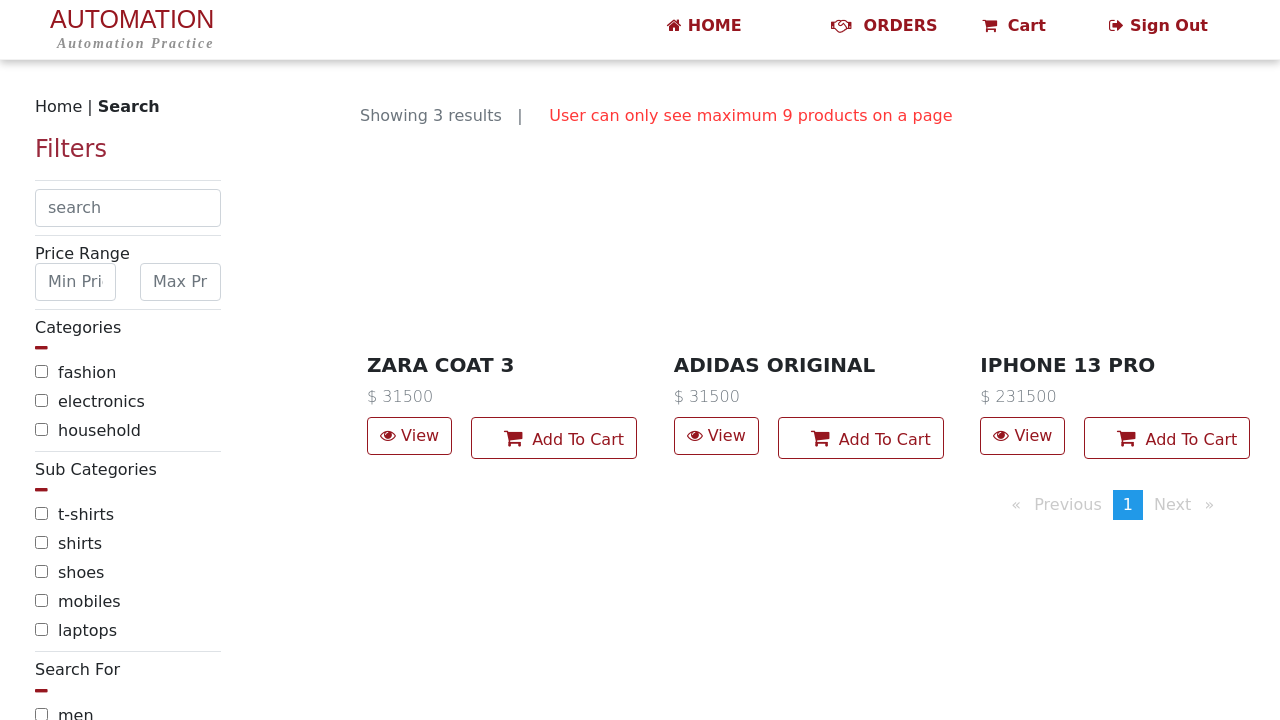 AUTOMATION
Automation Practice
HOME
ORDERS
Cart
Sign Out
Home | Search
Filters
search
Price Range
Min Pri
Max Pr
Categories
fashion
electronics
household
Sub Categories
t-shirts
shirts
shoes
mobiles
laptops
Search For
men
Showing 3 results |
User can only see maximum 9 products on a page
ZARA COAT 3
$ 31500
View
Add To Cart
ADIDAS ORIGINAL
$ 31500
View
Add To Cart
IPHONE 13 PRO
$ 231500
View
Add To Cart
« Previous 1 Next »